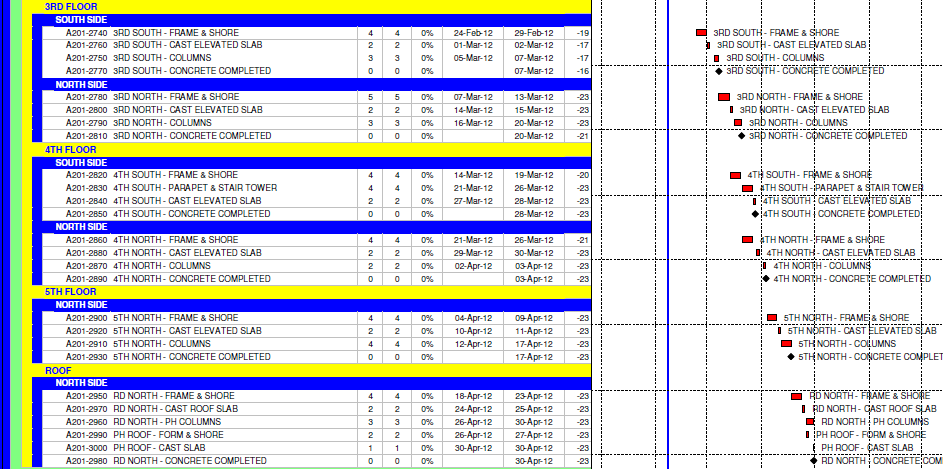 3RD FLOOR
SOUTH SIDE
A201-2740 3RD SOUTH - FRAME & SHORE 4 4 0% 24-Feb-12 29-Feb-12 -19 3RD SOUTH - FRAME & SHORE
A201-2760 3RD SOUTH - CAST ELEVATED SLAB 2 2 0% 01-Mar-12 02-Mar-12 -17 3RD SOUTH - CAST ELEVATED SLAB
A201-2750 3RD SOUTH - COLUMNS 3 3 0% 05-Mar-12 07-Mar-12 -17 3RD SOUTH - COLUMNS
A201-2770 3RD SOUTH - CONCRETE COMPLETED 0 0 0% 07-Mar-12 -16 3RD SOUTH - CONCRETE COMPLETED
NORTH SIDE
A201-2780 3RD NORTH - FRAME & SHORE 5 5 0% 07-Mar-12 13-Mar-12 -23 3RD NORTH - FRAME & SHORE
A201-2800 3RD NORTH - CAST ELEVATED SLAB 2 2 0% 14-Mar-12 15-Mar-12 -23 3RD NORTH - CAST ELEVATED SLAB
A201-2790 3RD NORTH - COLUMNS 3 3 0% 16-Mar-12 20-Mar-12 -23 3RD NORTH - COLUMNS
A201-2810 3RD NORTH - CONCRETE COMPLETED 0 0 0% 20-Mar-12 -21 3RD NORTH - CONCRETE COMPLETED
4TH FLOOR
SOUTH SIDE
A201-2820 4TH SOUTH - FRAME & SHORE 4 4 0% 14-Mar-12 19-Mar-12 -20 4TH SOUTH - FRAME & SHORE
A201-2830 4TH SOUTH - PARAPET & STAIR TOWER 4 4 0% 21-Mar-12 26-Mar-12 -23 4TH SOUTH - PARAPET & STAIR TOWER
A201-2840 4TH SOUTH - CAST ELEVATED SLAB 2 2 0% 27-Mar-12 28-Mar-12 -23 4TH SOUTH - CAST ELEVATED SLAB
A201-2850 4TH SOUTH - CONCRETE COMPLETED 0 0 0% 28-Mar-12 -23 4TH SOUTH - CONCRETE COMPLETED
NORTH SIDE
A201-2860 4TH NORTH - FRAME & SHORE 4 4 0% 21-Mar-12 26-Mar-12 -21 4TH NORTH - FRAME & SHORE
A201-2880 4TH NORTH - CAST ELEVATED SLAB 2 2 0% 29-Mar-12 30-Mar-12 -23 4TH NORTH - CAST ELEVATED SLAB
A201-2870 4TH NORTH - COLUMNS 2 2 0% 02-Apr-12 03-Apr-12 -23 4TH NORTH - COLUMNS
A201-2890 4TH NORTH - CONCRETE COMPLETED 0 0 0% 03-Apr-12 -23 4TH NORTH - CONCRETE COMPLETED
5TH FLOOR
NORTH SIDE
A201-2900 5TH NORTH - FRAME & SHORE 4 4 0% 04-Apr-12 09-Apr-12 -23 5TH NORTH - FRAME & SHORE
A201-2920 5TH NORTH - CAST ELEVATED SLAB 2 2 0% 10-Apr-12 11-Apr-12 -23 5TH NORTH - CAST ELEVATED SLAB
A201-2910 5TH NORTH - COLUMNS 4 4 0% 12-Apr-12 17-Apr-12 -23 5TH NORTH - COLUMNS
A201-2930 5TH NORTH - CONCRETE COMPLETED 0 0 0% 17-Apr-12 -23 5TH NORTH - CONCRETE COMPLET
ROOF
NORTH SIDE
A201-2950 RD NORTH - FRAME & SHORE 4 4 0% 18-Apr-12 23-Apr-12 -23 RD NORTH - FRAME & SHORE
A201-2970 RD NORTH - CAST ROOF SLAB 2 2 0% 24-Apr-12 25-Apr-12 -23 RD NORTH - CAST ROOF SLAB
A201-2960 RD NORTH - PH COLUMNS 3 3 0% 26-Apr-12 30-Apr-12 -23 RD NORTH - PH COLUMNS
A201-2990 PH ROOF - FORM & SHORE 2 2 0% 26-Apr-12 27-Apr-12 -23 PH ROOF - FORM & SHORE
A201-3000 PH ROOF - CAST SLAB 1 1 0% 30-Apr-12 30-Apr-12 -23 PH ROOF - CAST SLAB
A201-2980 RD NORTH - CONCRETE COMPLETED 0 0 0% 30-Apr-12 -23 RD NORTH - CONCRETE COM